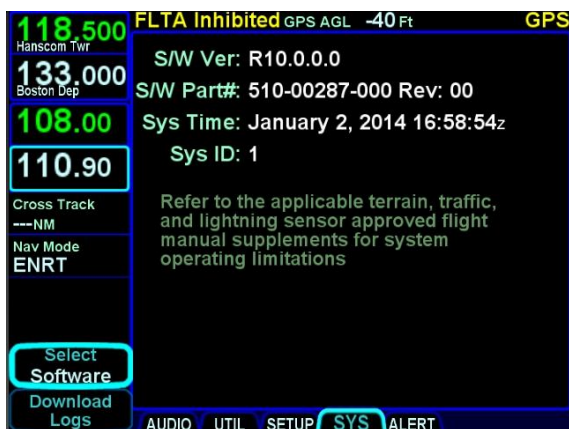 118.500
Hanscom Twr
133.000
Boston Dep
108.00
110.90
Cross Track
---NM
Nav Mode
ENRT
Select
Software
Download
Logs
FLTA Inhibited GPS AGL -40 Ft GPS
S/W Ver: R10.0.0.0
S/W Part#: 510-00287-000 Rev: 00
Sys Time: January 2, 2014 16:58:54z
Sys ID: 1
Refer to the applicable terrain, traffic,
and lightning sensor approved flight
manual supplements for system
operating limitations
AUDIO UTIL SETUP SYS ALERT